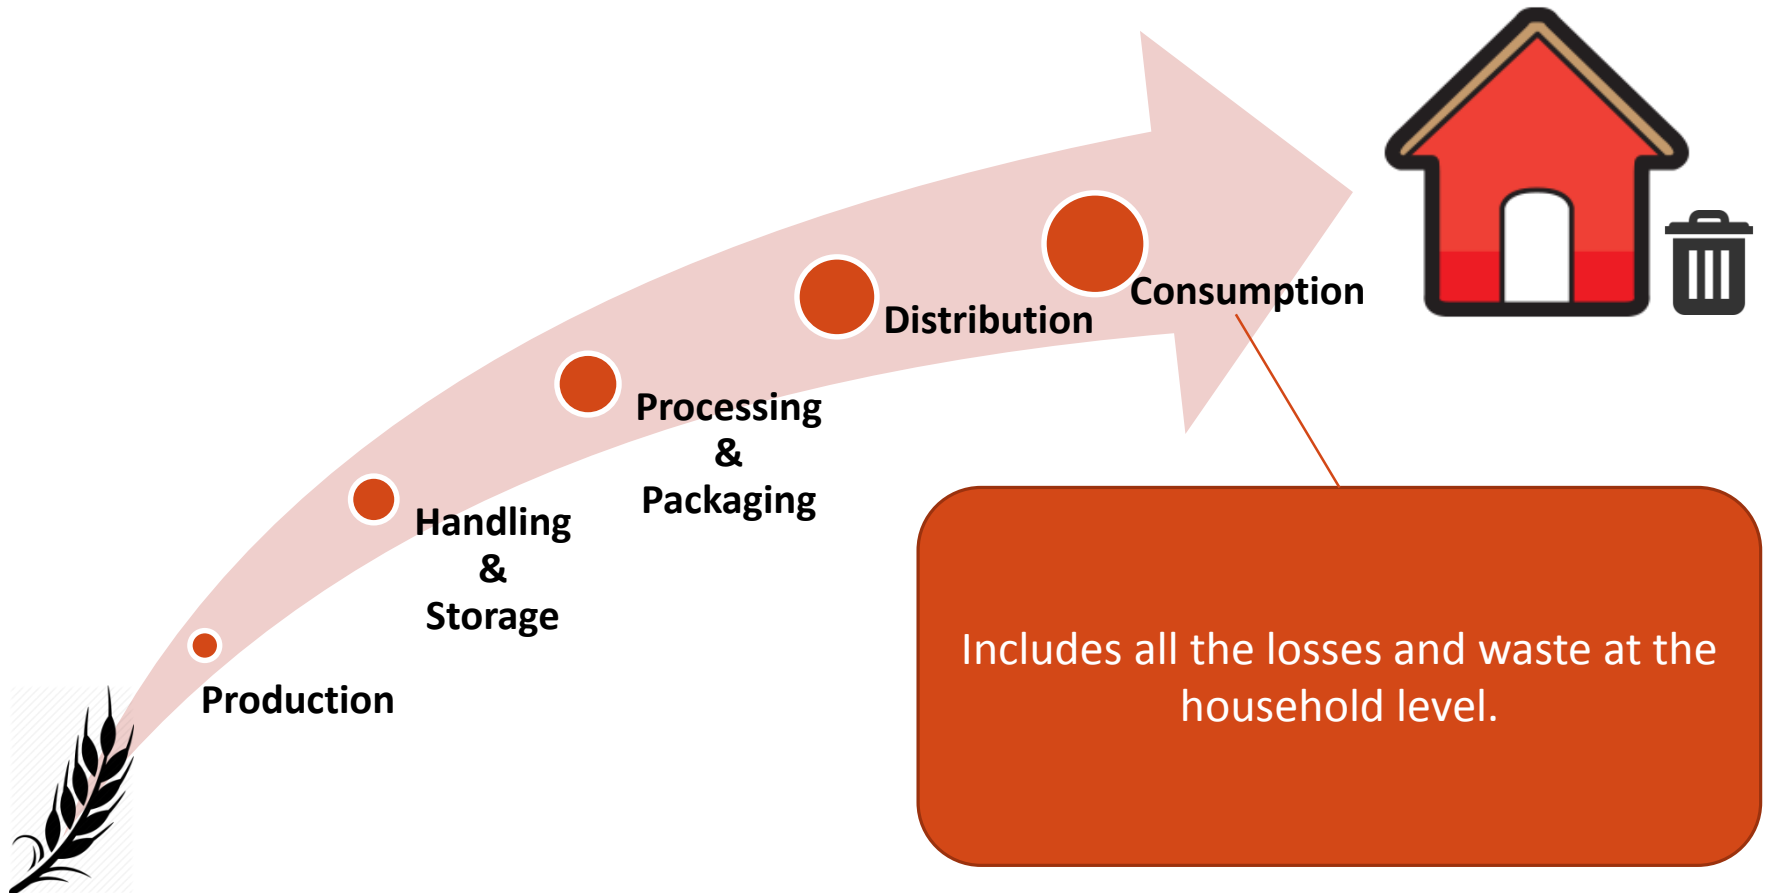 Production
Handling
&
Storage
Processing
&
Packaging
Distribution
Consumption
Includes all the losses and waste at the
household level.